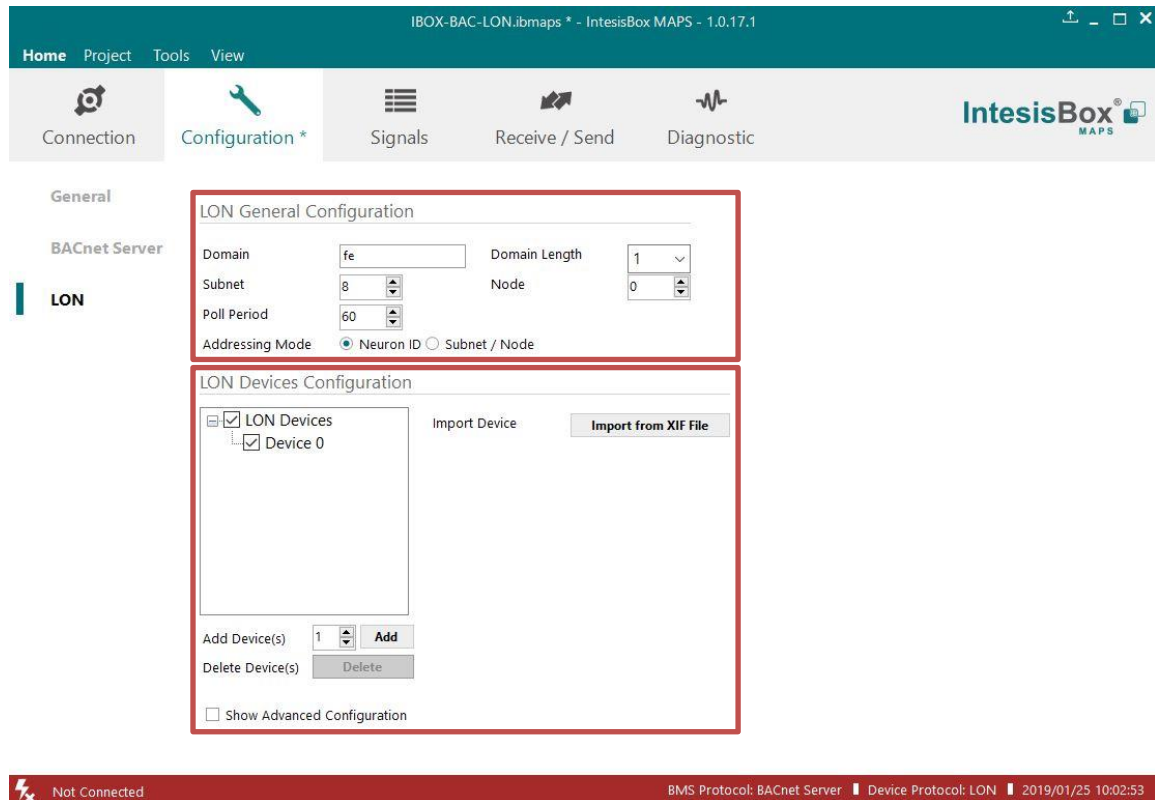 IBOX-BAC-LON.ibmaps * - IntesisBox MAPS - 1.0.17.1
Home Project Tools View
Connection Configuration * Signals Receive / Send Diagnostic
IntesisBox®
MAPS
General
BACnet Server
LON
LON General Configuration
Domain fe Domain Length 1
Subnet 8 Node 0
Poll Period 60
Addressing Mode Neuron ID Subnet / Node
LON Devices Configuration
LON Devices
Device 0
Import Device Import from XIF File
Add Device(s) 1 Add
Delete Device(s) Delete
Show Advanced Configuration
Not Connected BMS Protocol: BACnet Server Device Protocol: LON 2019/01/25 10:02:53